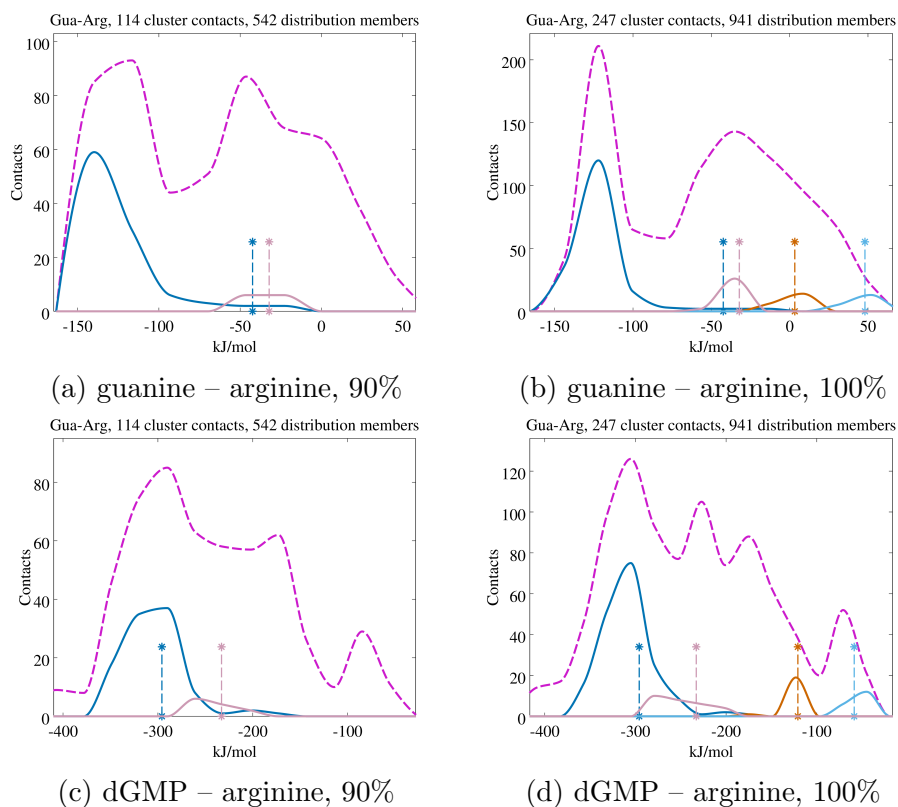 Gua-Arg, 114 cluster contacts, 542 distribution members
Contacts
100
80
60
40
20
0
-150 -100 -50 0 50
kJ/mol
(a) guanine – arginine, 90%
Gua-Arg, 247 cluster contacts, 941 distribution members
Contacts
200
150
100
50
0
-150 -100 -50 0 50
kJ/mol
(b) guanine – arginine, 100%
Gua-Arg, 114 cluster contacts, 542 distribution members
Contacts
80
60
40
20
0
-400 -300 -200 -100
kJ/mol
(c) dGMP – arginine, 90%
Gua-Arg, 247 cluster contacts, 941 distribution members
Contacts
120
100
80
60
40
20
0
-400 -300 -200 -100
kJ/mol
(d) dGMP – arginine, 100%